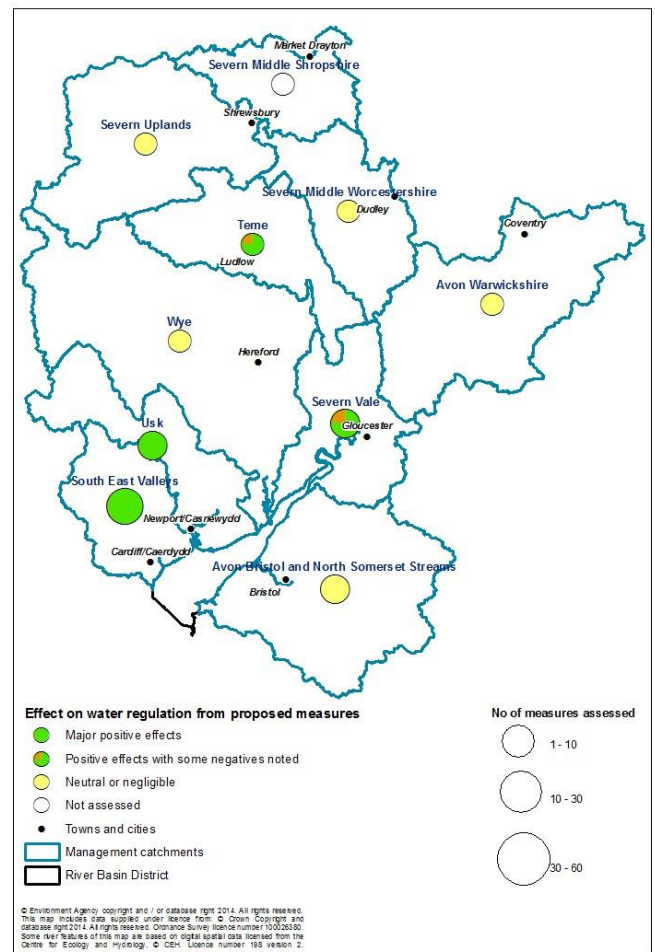 Market Drayton
Severn Middle Shropshire
Shrewsbury
Severn Uplands
Severn Middle Worcestershire
Dudley
Teme
Ludlow
Coventry
Avon Warwickshire
Wye
Hereford
Severn Vale
Gloucester
Usk
South East Valleys
Newport/Casnewydd
Cardiff/Caerdydd
Avon Bristol and North Somerset Streams
Bristol
Effect on water regulation from proposed measures
Major positive effects
Positive effects with some negatives noted
Neutral or negligible
Not assessed
Towns and cities
Management catchments
River Basin District
No of measures assessed
1 - 10
10 - 30
30 - 60
© Environment Agency copyright and / or database right 2014. All rights reserved.
This map includes data supplied under licence from: © Crown Copyright and
database right 2014. All rights reserved. Ordnance Survey licence number 100026380.
Some river features of this map are based on digital spatial data licensed from the
Centre for Ecology and Hydrology, © CEH. Licence number 198 version 2.